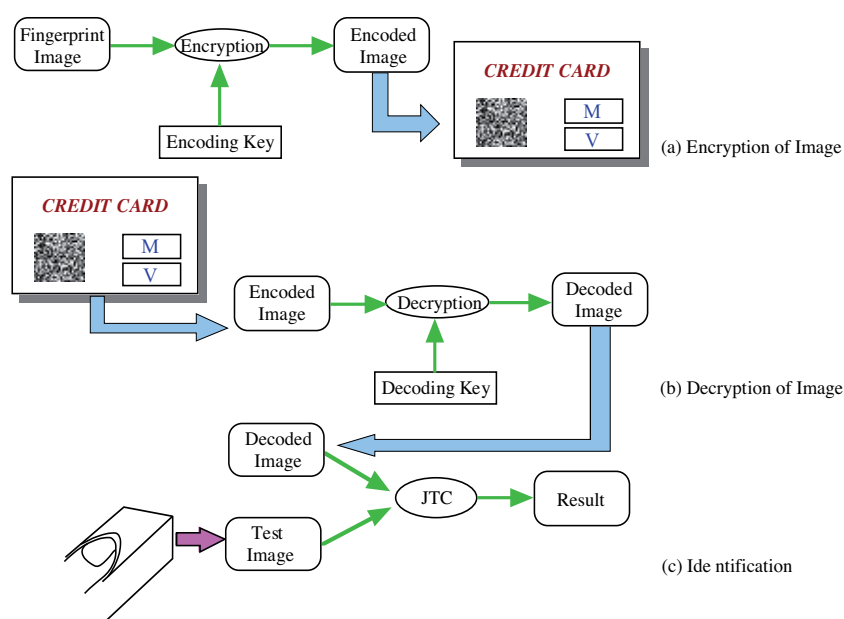 Fingerprint
Image
Encryption
Encoded
Image
Encoding Key
CREDIT CARD
M
V
(a) Encryption of Image
CREDIT CARD
M
V
Encoded
Image
Decryption
Decoded
Image
Decoding Key
(b) Decryption of Image
Decoded
Image
JTC
Result
Test
Image
(c) Ide ntification